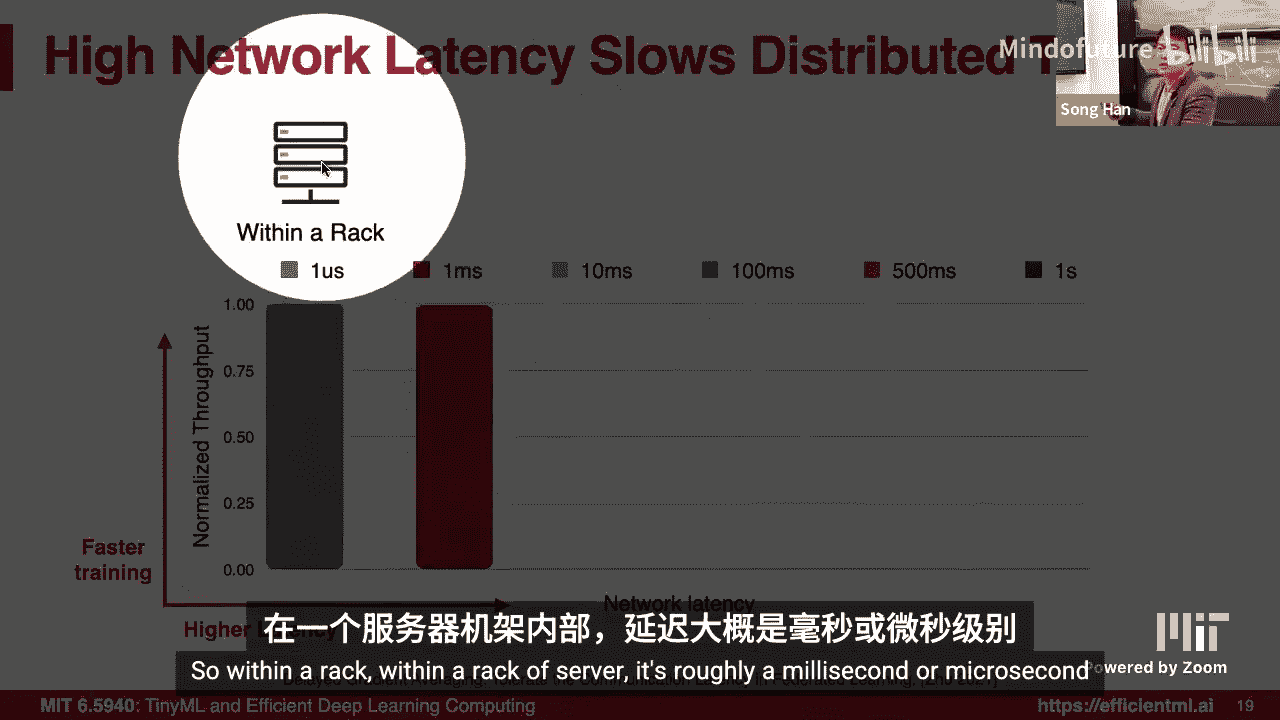 High Network Latency Slows Distributed T
Mindofuture bilibili
Song Han
Within a Rack
1us
1ms
10ms
100ms
500ms
1s
1.00
0.75
0.50
0.25
0.00
Normalized Throughput
Faster
training
Network latency
Higher
在一个服务器机架内部，延迟大概是毫秒或微秒级别
So within a rack, within a rack of server, it's roughly a millisecond or microsecond
MIT
Powered by Zoom
MIT 6.5940: TinyML and Efficient Deep Learning Computing
https://efficientml.ai
19